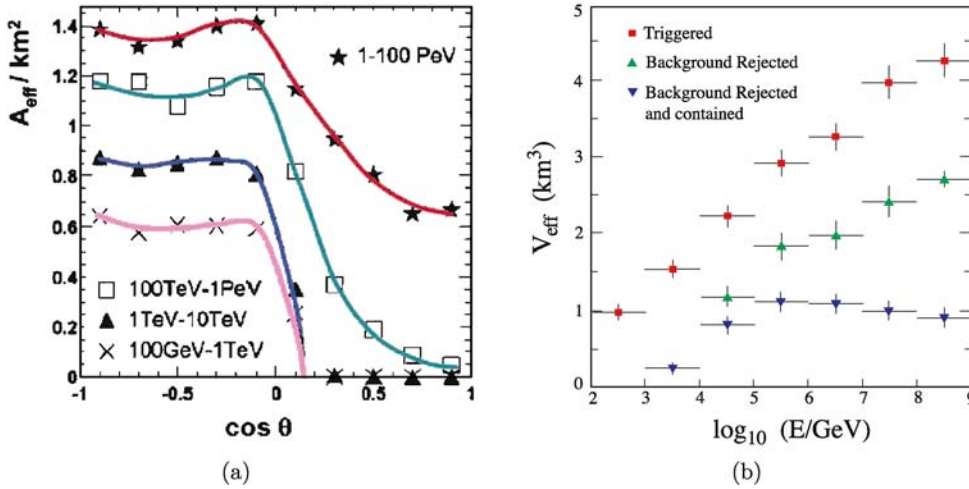 A_eff / km²
1.4
1.2
1
0.8
0.6
0.4
0.2
0
★ 1-100 PeV
□ 100TeV-1PeV
▲ 1TeV-10TeV
× 100GeV-1TeV
-1 -0.5 0 0.5 1
cos θ
(a)
V_eff (km³)
5
4
3
2
1
0
Triggered
Background Rejected
Background Rejected
and contained
2 3 4 5 6 7 8 9
log₁₀ (E/GeV)
(b)